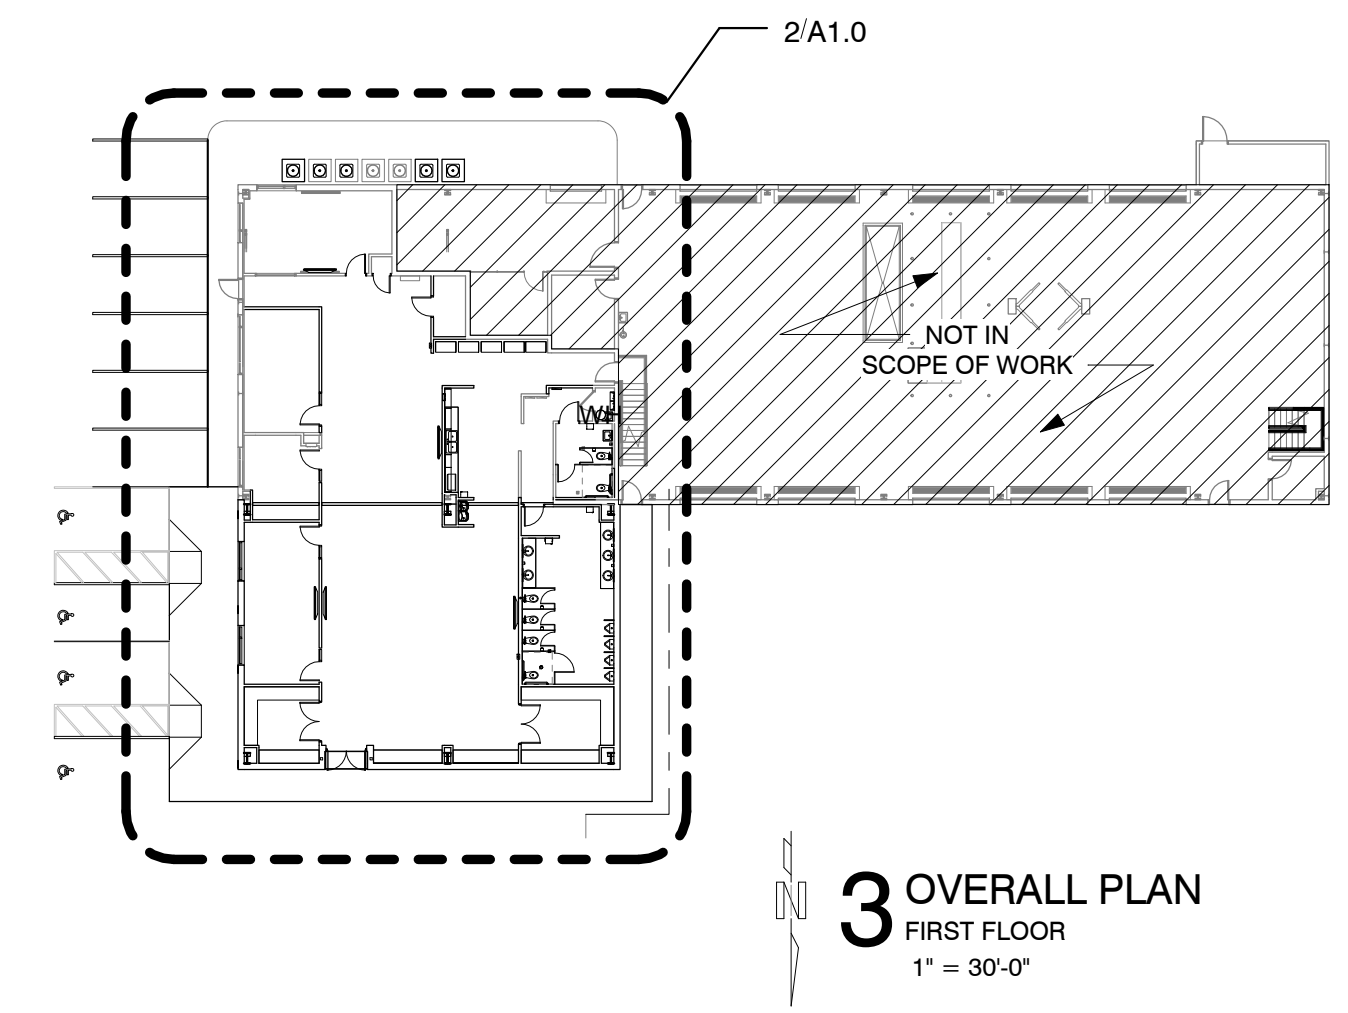 2/A1.0
NOT IN
SCOPE OF WORK
WH
N
3 OVERALL PLAN
FIRST FLOOR
1" = 30'-0"